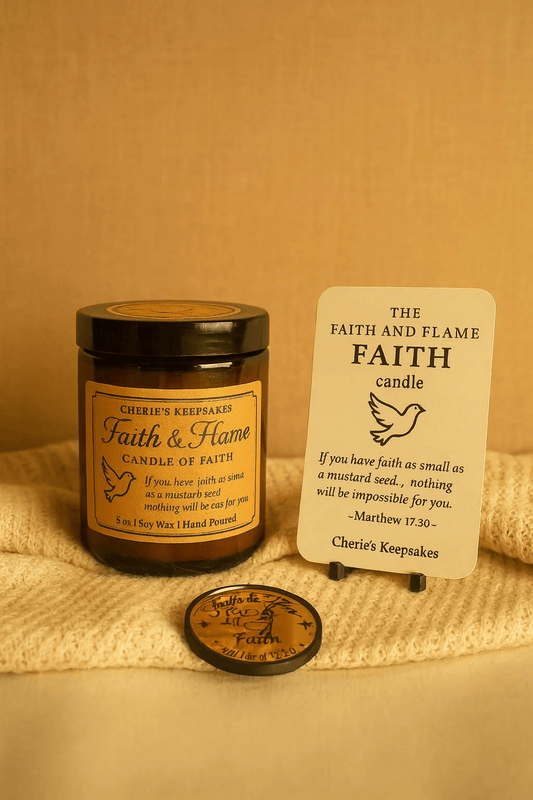 CHERIE'S KEEPSAKES
Faith & Flame
CANDLE OF FAITH
If you. have joith as sima
as a mustarb seed
mothing will be cas for you
5 oz | Soy Wax | Hand Poured
THE
FAITH AND FLAME
FAITH
candle
If you have faith as small as
a mustard seed., nothing
will be impossible for you.
-Marthew 17.30-
Cherie's Keepsakes
Faith